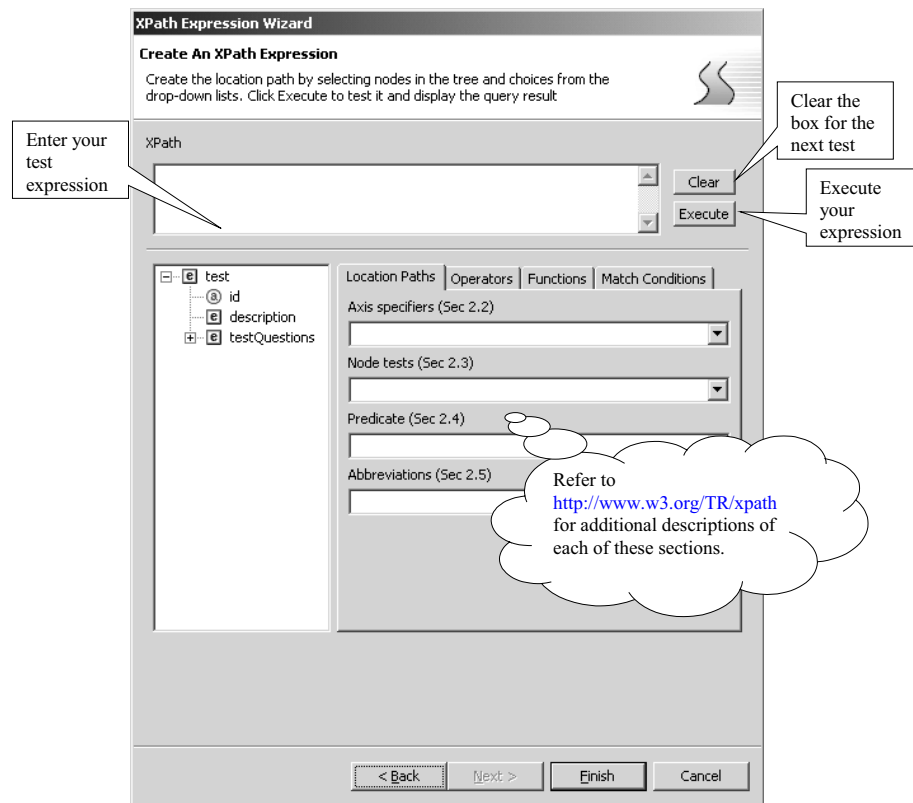 XPath Expression Wizard
Create An XPath Expression
Create the location path by selecting nodes in the tree and choices from the
drop-down lists. Click Execute to test it and display the query result
Clear the
box for the
next test
Enter your
test
expression
XPath
Clear
Execute
Execute
your
expression
test
id
description
testQuestions
Location Paths
Operators
Functions
Match Conditions
Axis specifiers (Sec 2.2)
Node tests (Sec 2.3)
Predicate (Sec 2.4)
Abbreviations (Sec 2.5)
Refer to
http://www.w3.org/TR/xpath
for additional descriptions of
each of these sections.
< Back
Next >
Finish
Cancel